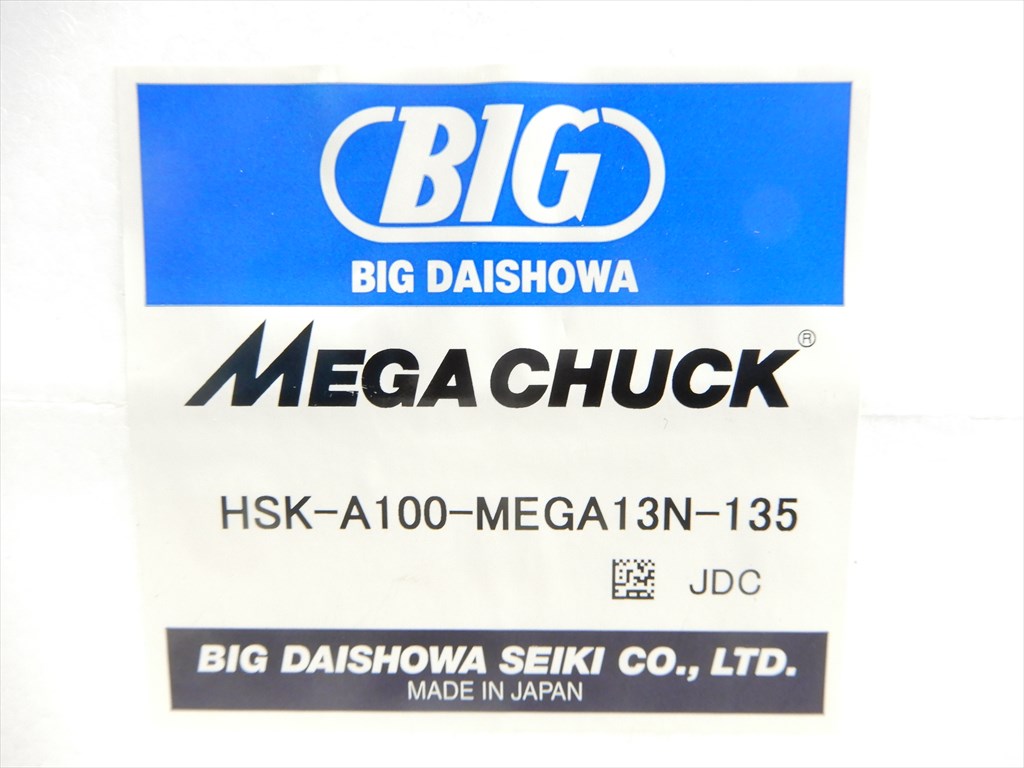 BIG
BIG DAISHOWA
MEGA CHUCK®
HSK-A100-MEGA13N-135
JDC
BIG DAISHOWA SEIKI CO., LTD.
MADE IN JAPAN